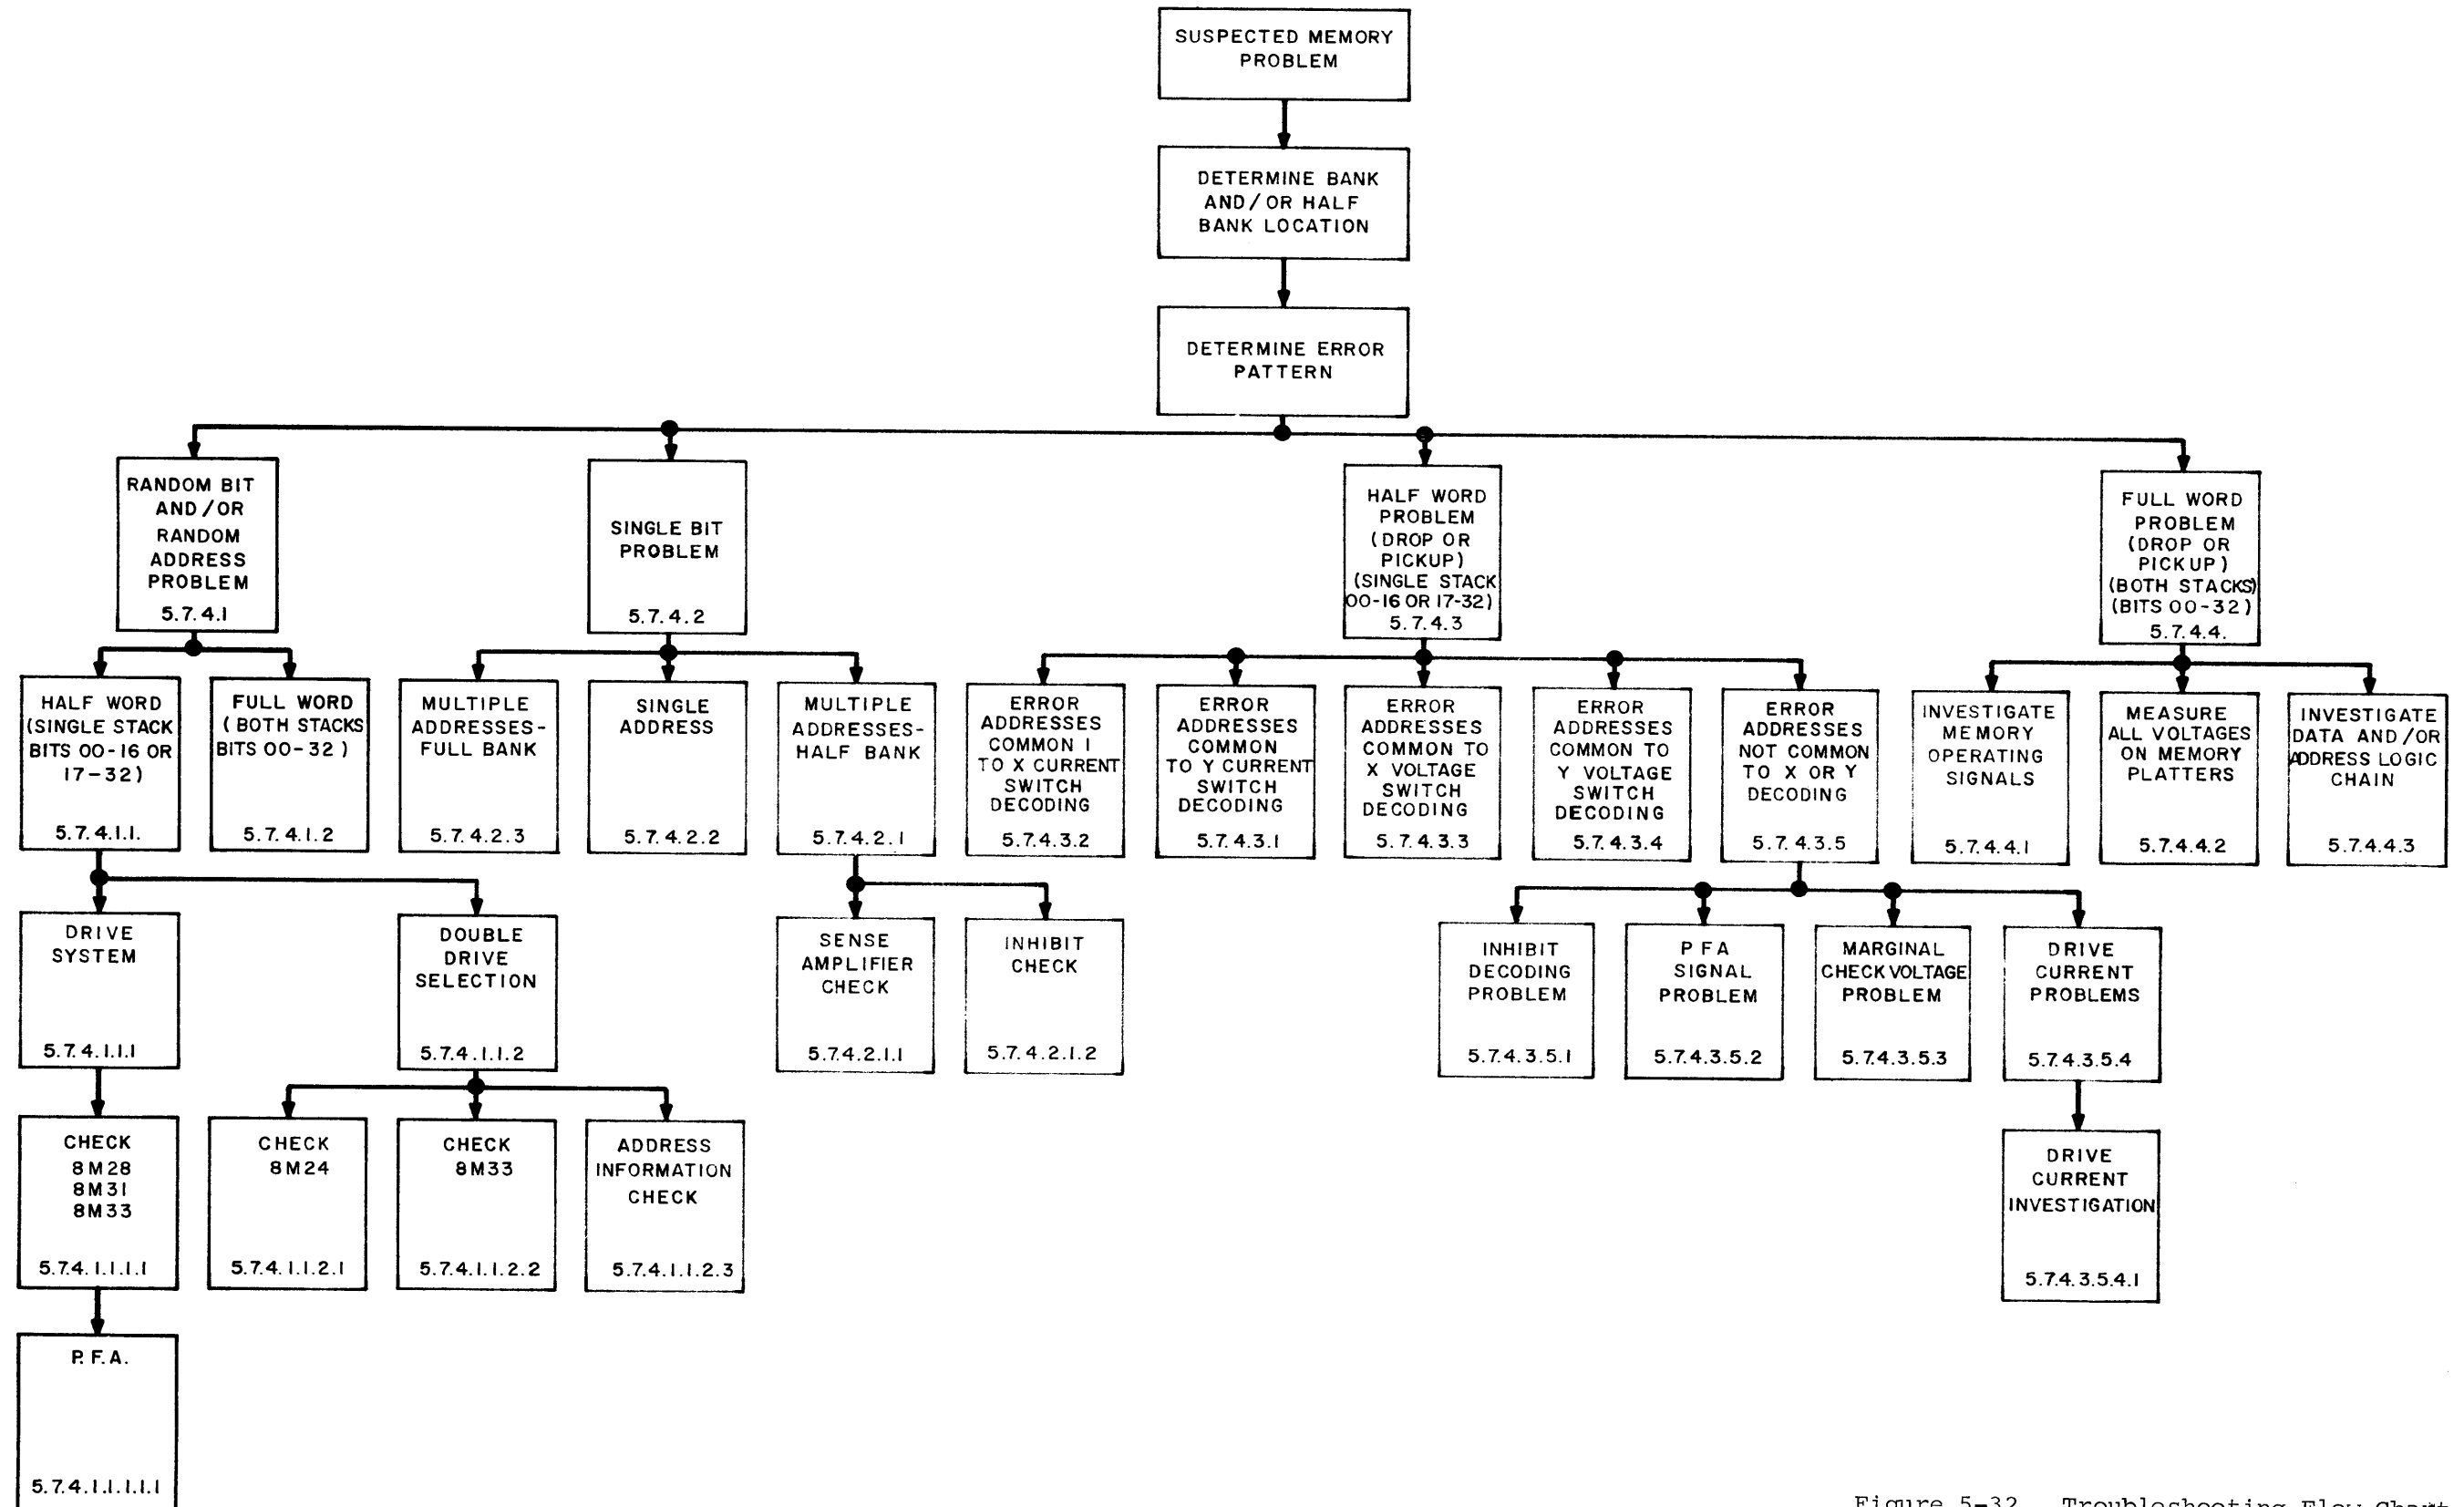 SUSPECTED MEMORY
PROBLEM
DETERMINE BANK
AND/OR HALF
BANK LOCATION
DETERMINE ERROR
PATTERN
RANDOM BIT
AND/OR
RANDOM
ADDRESS
PROBLEM
5.7.4.1
SINGLE BIT
PROBLEM
5.7.4.2
HALF WORD
PROBLEM
(DROP OR
PICKUP)
(SINGLE STACK
00-16 OR 17-32)
5.7.4.3
FULL WORD
PROBLEM
(DROP OR
PICKUP)
(BOTH STACKS)
(BITS 00-32)
5.7.4.4.
HALF WORD
(SINGLE STACK
BITS 00-16 OR
17-32)
5.7.4.1.1.
FULL WORD
(BOTH STACKS
BITS 00-32)
5.7.4.1.2
MULTIPLE
ADDRESSES-
FULL BANK
5.7.4.2.3
SINGLE
ADDRESS
5.7.4.2.2
MULTIPLE
ADDRESSES-
HALF BANK
5.7.4.2.1
ERROR
ADDRESSES
COMMON I
TO X CURRENT
SWITCH
DECODING
5.7.4.3.2
ERROR
ADDRESSES
COMMON
TO Y CURRENT
SWITCH
DECODING
5.7.4.3.1
ERROR
ADDRESSES
COMMON TO
X VOLTAGE
SWITCH
DECODING
5.7.4.3.3
ERROR
ADDRESSES
COMMON TO
Y VOLTAGE
SWITCH
DECODING
5.7.4.3.4
ERROR
ADDRESSES
NOT COMMON
TO X OR Y
DECODING
5.7.4.3.5
INVESTIGATE
MEMORY
OPERATING
SIGNALS
5.7.4.4.1
MEASURE
ALL VOLTAGES
ON MEMORY
PLATTERS
5.7.4.4.2
INVESTIGATE
DATA AND/OR
ADDRESS LOGIC
CHAIN
5.7.4.4.3
DRIVE
SYSTEM
5.7.4.1.1.1
DOUBLE
DRIVE
SELECTION
5.7.4.1.1.2
SENSE
AMPLIFIER
CHECK
5.7.4.2.1.1
INHIBIT
CHECK
5.7.4.2.1.2
INHIBIT
DECODING
PROBLEM
5.7.4.3.5.1
PFA
SIGNAL
PROBLEM
5.7.4.3.5.2
MARGINAL
CHECK VOLTAGE
PROBLEM
5.7.4.3.5.3
DRIVE
CURRENT
PROBLEMS
5.7.4.3.5.4
CHECK
8M28
8M31
8M33
5.7.4.1.1.1.1
CHECK
8M24
5.7.4.1.1.2.1
CHECK
8M33
5.7.4.1.1.2.2
ADDRESS
INFORMATION
CHECK
5.7.4.1.1.2.3
DRIVE
CURRENT
INVESTIGATION
5.7.4.3.5.4.1
P.F.A.
5.7.4.1.1.1.1.1
Figure 5-32. Troubleshooting Flow Chart